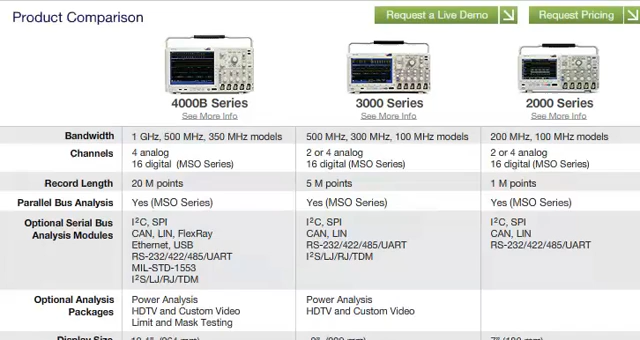 Product Comparison
Request a Live Demo
Request Pricing
4000B Series
3000 Series
2000 Series
See More Info
See More Info
See More Info
Bandwidth 1 GHz, 500 MHz, 350 MHz models 500 MHz, 300 MHz, 100 MHz models 200 MHz, 100 MHz models
Channels 4 analog 2 or 4 analog 2 or 4 analog
16 digital (MSO Series) 16 digital (MSO Series) 16 digital (MSO Series)
Record Length 20 M points 5 M points 1 M points
Parallel Bus Analysis Yes (MSO Series) Yes (MSO Series) Yes (MSO Series)
Optional Serial Bus I²C, SPI I²C, SPI I²C, SPI
Analysis Modules CAN, LIN, FlexRay CAN, LIN CAN, LIN
Ethernet, USB RS-232/422/485/UART RS-232/422/485/UART
RS-232/422/485/UART I²S/LJ/RJ/TDM
MIL-STD-1553
I²S/LJ/RJ/TDM
Optional Analysis Power Analysis Power Analysis
Packages HDTV and Custom Video HDTV and Custom Video
Limit and Mask Testing
Display Size